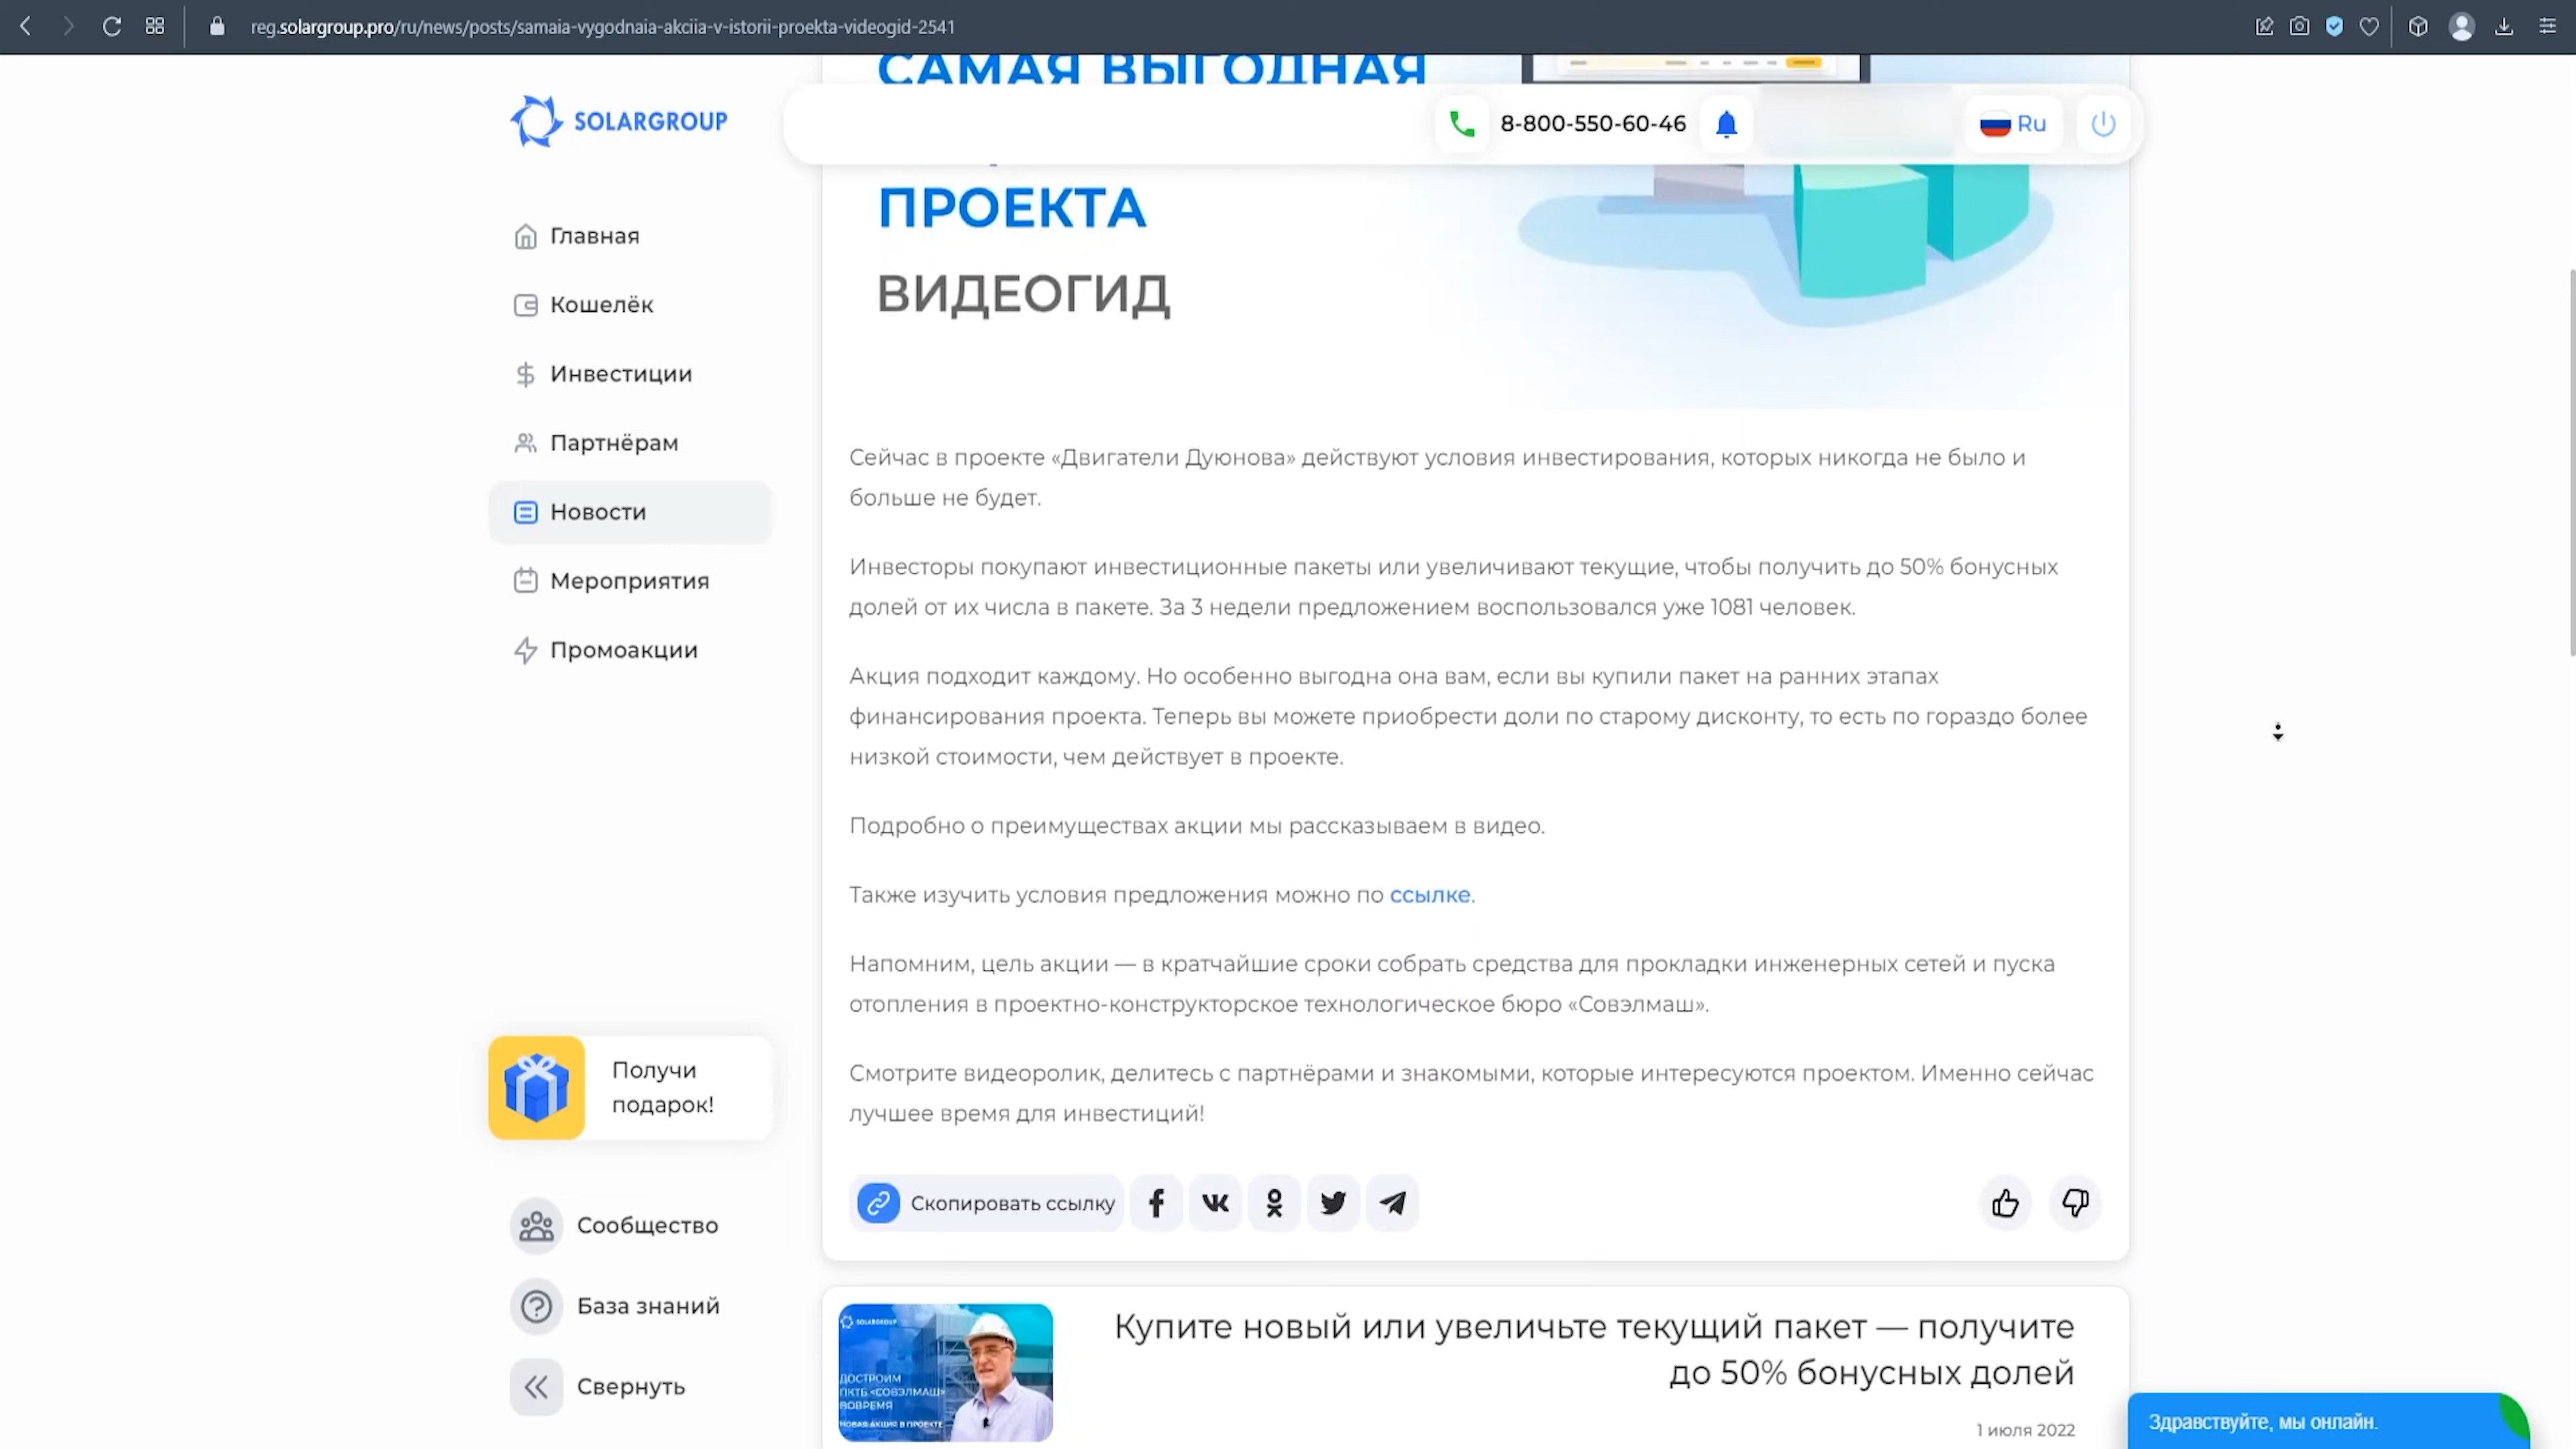 reg.solargroup.pro/ru/news/posts/samaia-vygodnaia-akciia-v-istorii-proekta-videogid-2541
САМАЯ ВЫГОДНАЯ
SOLARGROUP
8-800-550-60-46
Ru
ПРОЕКТА
ВИДЕОГИД
Главная
Кошелёк
Инвестиции
Партнёрам
Новости
Мероприятия
Промоакции
Сейчас в проекте «Двигатели Дуюнова» действуют условия инвестирования, которых никогда не было и
больше не будет.
Инвесторы покупают инвестиционные пакеты или увеличивают текущие, чтобы получить до 50% бонусных
долей от их числа в пакете. За 3 недели предложением воспользовался уже 1081 человек.
Акция подходит каждому. Но особенно выгодна она вам, если вы купили пакет на ранних этапах
финансирования проекта. Теперь вы можете приобрести доли по старому дисконту, то есть по гораздо более
низкой стоимости, чем действует в проекте.
Подробно о преимуществах акции мы рассказываем в видео.
Также изучить условия предложения можно по ссылке.
Напомним, цель акции — в кратчайшие сроки собрать средства для прокладки инженерных сетей и пуска
отопления в проектно-конструкторское технологическое бюро «Совэлмаш».
Смотрите видеоролик, делитесь с партнёрами и знакомыми, которые интересуются проектом. Именно сейчас
лучшее время для инвестиций!
Получи
подарок!
Скопировать ссылку
Сообщество
База знаний
Свернуть
SOLARGROUP
ДОСТРОИМ
ПКТБ «СОВЭЛМАШ»
ВОВРЕМЯ
НОВАЯ АКЦИЯ В ПРОЕКТЕ
Купите новый или увеличьте текущий пакет — получите
до 50% бонусных долей
1 июля 2022
Здравствуйте, мы онлайн.